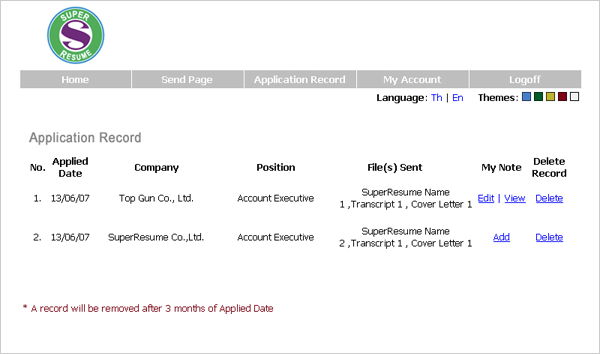 SUPER
S
RESUME
Home Send Page Application Record My Account Logoff
Language: Th | En Themes:
Application Record
No. Applied Date Company Position File(s) Sent My Note Delete Record
1. 13/06/07 Top Gun Co., Ltd. Account Executive SuperResume Name 1 ,Transcript 1 , Cover Letter 1 Edit | View Delete
2. 13/06/07 SuperResume Co.,Ltd. Account Executive SuperResume Name 2 ,Transcript 1 , Cover Letter 1 Add Delete
* A record will be removed after 3 months of Applied Date